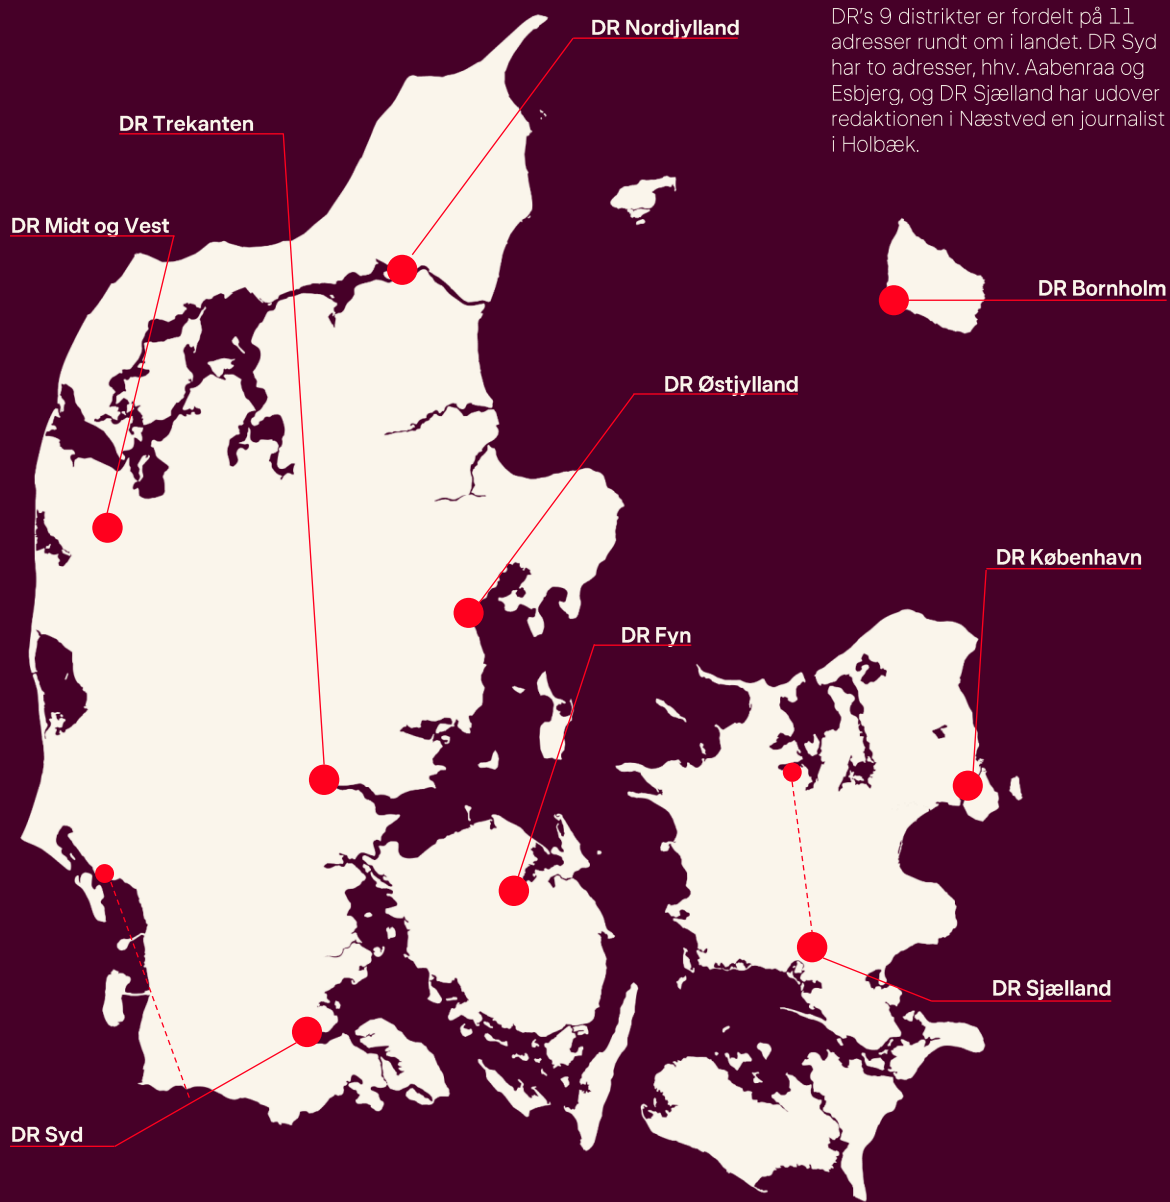 DR's 9 distrikter er fordelt på 11
adresser rundt om i landet. DR Syd
har to adresser, hhv. Aabenraa og
Esbjerg, og DR Sjælland har udover
redaktionen i Næstved en journalist
i Holbæk.
DR Nordjylland
DR Trekanten
DR Midt og Vest
DR Bornholm
DR Østjylland
DR København
DR Fyn
DR Sjælland
DR Syd